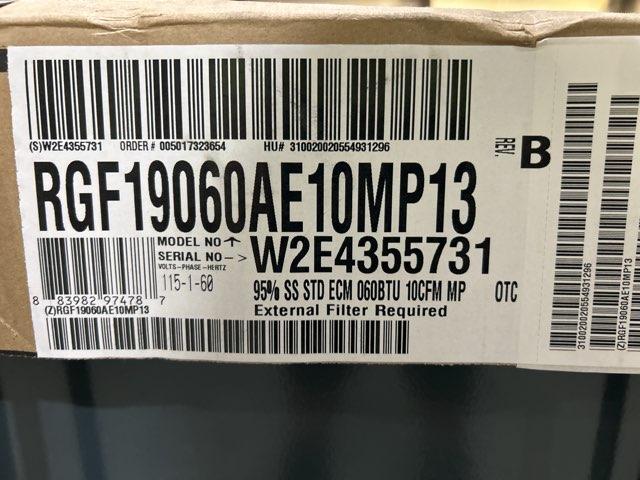 (S)W2E4355731 ORDER # 005017323654 HU# 310020020554931296
REV. B
RGF19060AE10MP13
MODEL NO
SERIAL NO -> W2E4355731
VOLTS-PHASE-HERTZ
115-1-60
95% SS STD ECM 060BTU 10CFM MP OTC
External Filter Required
8 83982 97478 7
(Z)RGF19060AE10MP13
310020020554931296
(Z)RGF19060AE10MP13